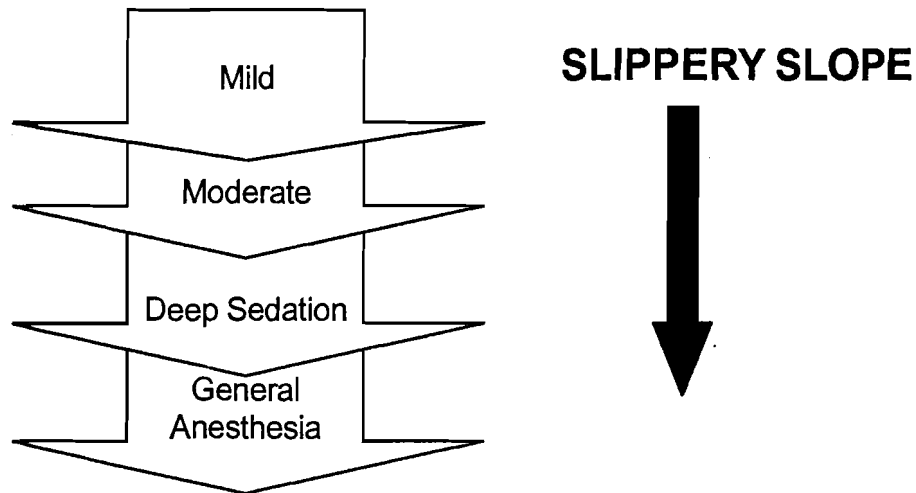 Mild
SLIPPERY SLOPE
Moderate
Deep Sedation
General
Anesthesia